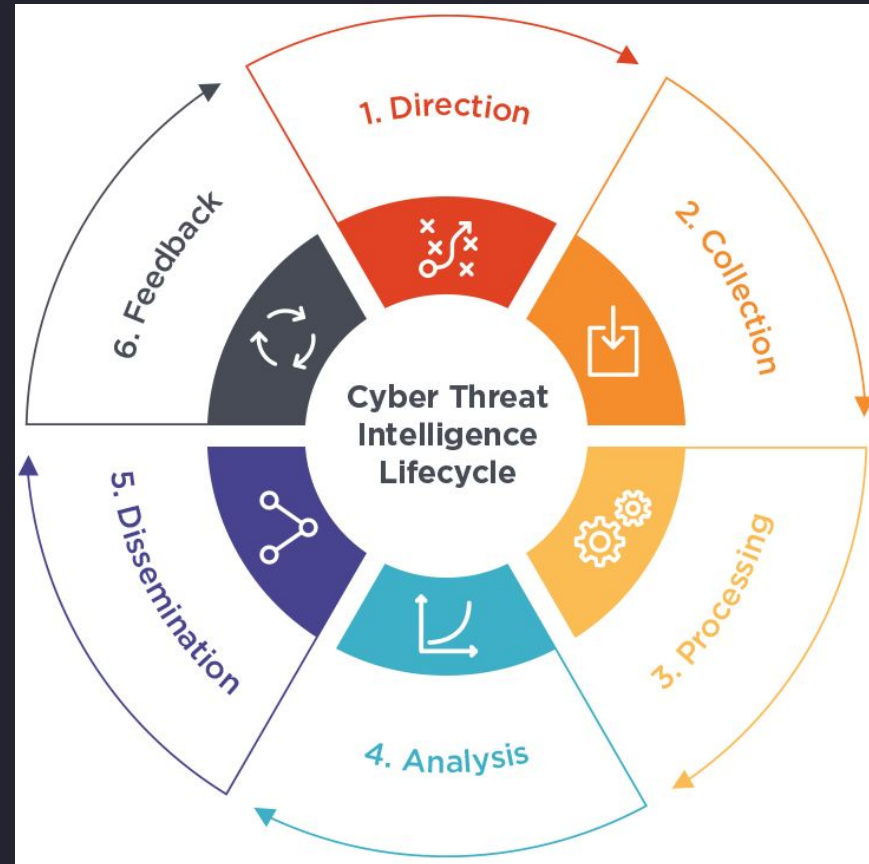 1. Direction
2. Collection
3. Processing
4. Analysis
5. Dissemination
6. Feedback
Cyber Threat
Intelligence
Lifecycle